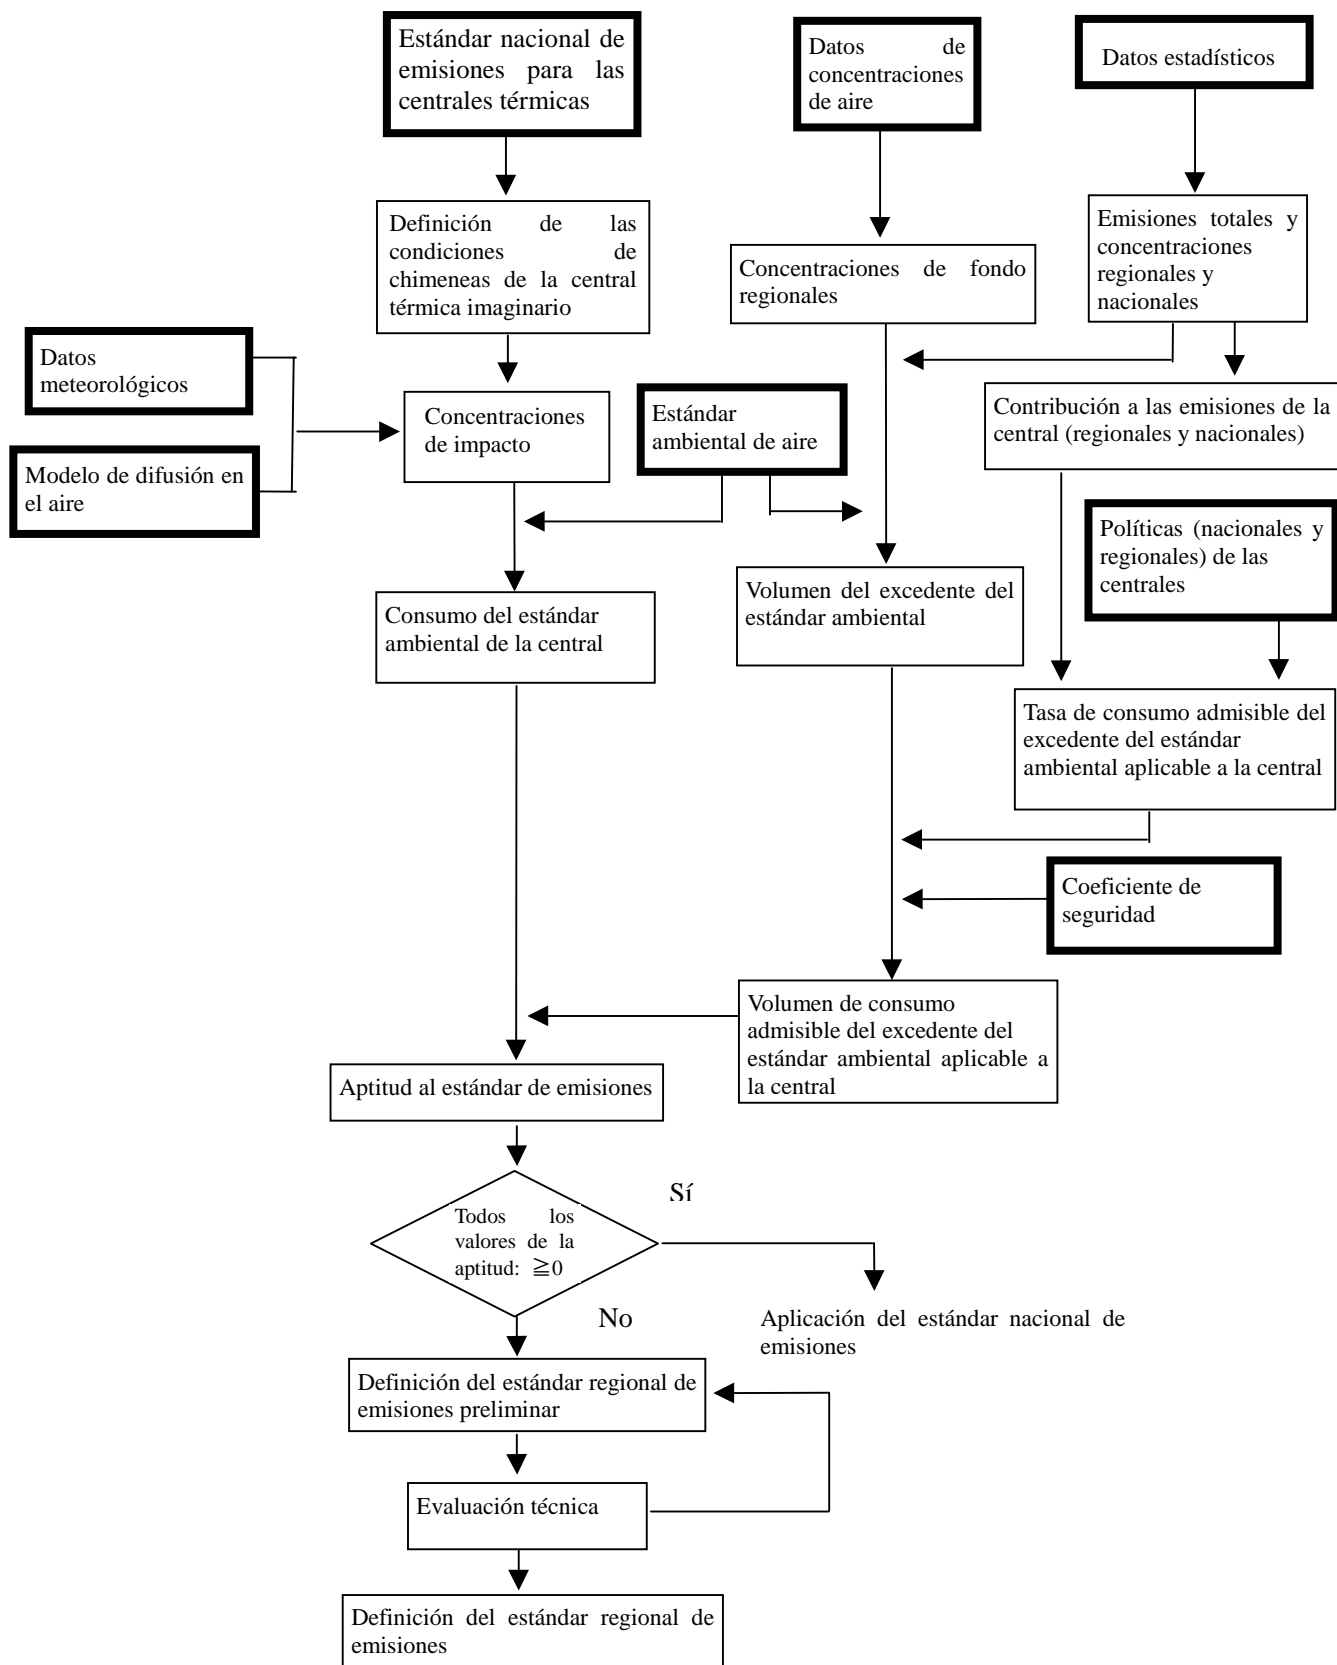 Estándar nacional de
emisiones para las
centrales térmicas
Datos de
concentraciones
de aire
Datos estadísticos
Definición de las
condiciones de
chimeneas de la central
térmica imaginario
Concentraciones de fondo
regionales
Emisiones totales y
concentraciones
regionales y
nacionales
Datos
meteorológicos
Modelo de difusión en
el aire
Concentraciones
de impacto
Estándar
ambiental de aire
Contribución a las emisiones de la
central (regionales y nacionales)
Políticas (nacionales y
regionales) de las
centrales
Consumo del estándar
ambiental de la central
Volumen del excedente del
estándar ambiental
Tasa de consumo admisible del
excedente del estándar
ambiental aplicable a la central
Coeficiente de
seguridad
Volumen de consumo
admisible del excedente del
estándar ambiental aplicable a
la central
Aptitud al estándar de emisiones
Todos los
valores de la
aptitud: ≧0
Sí
No
Aplicación del estándar nacional de
emisiones
Definición del estándar regional de
emisiones preliminar
Evaluación técnica
Definición del estándar regional de
emisiones